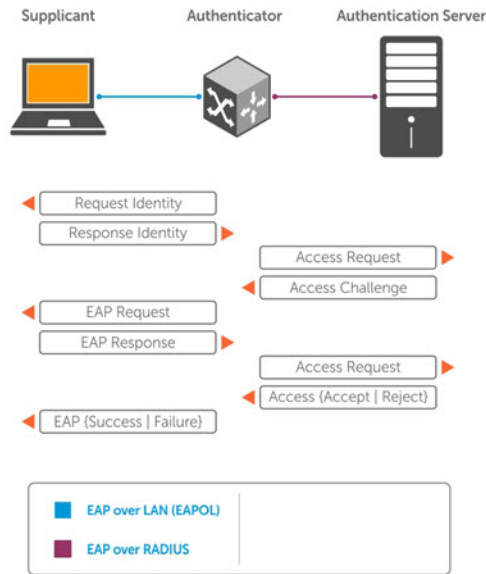 Supplicant
Authenticator
Authentication Server
Request Identity
Response Identity
Access Request
Access Challenge
EAP Request
EAP Response
Access Request
Access {Accept | Reject}
EAP {Success | Failure}
EAP over LAN (EAPOL)
EAP over RADIUS